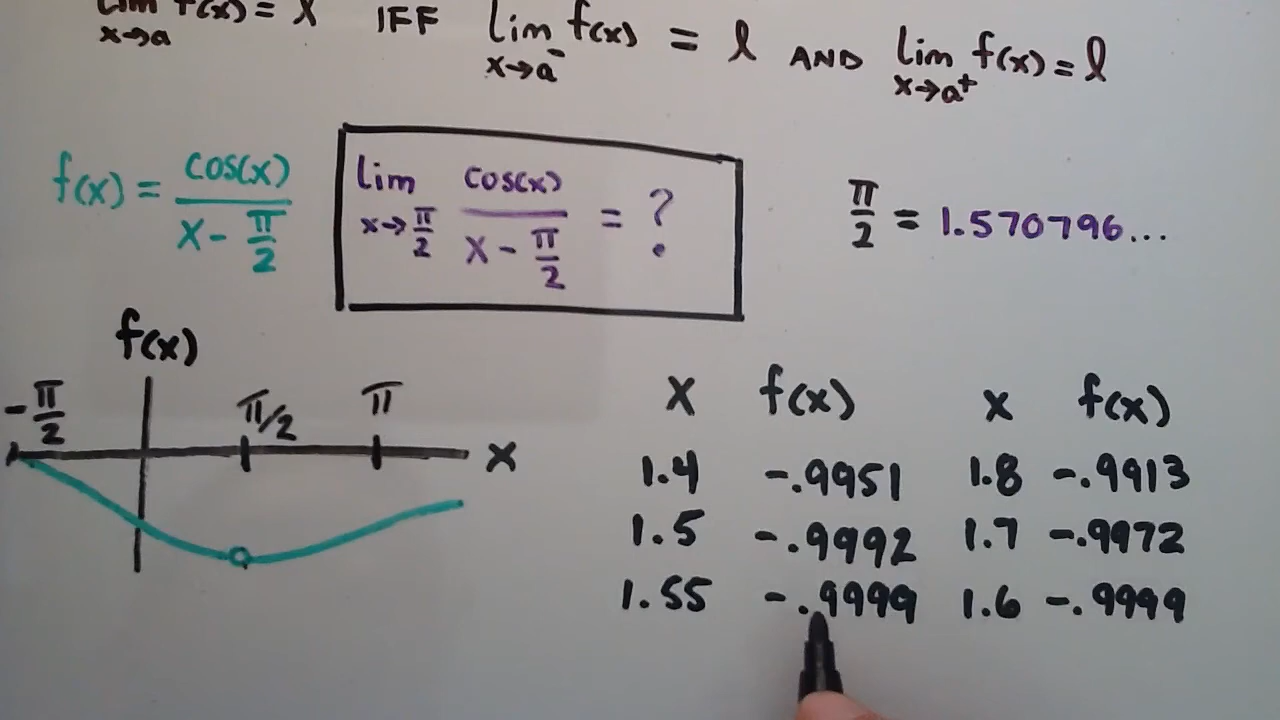 lim f(x) = l IFF lim f(x) = l AND lim f(x) = l
x→a x→a⁻ x→a⁺
f(x) = cos(x) / (x - π/2)
lim x→π/2 cos(x) / (x - π/2) = ?
π/2 = 1.570796...
f(x)
-π/2 π/2 π x
x f(x) x f(x)
1.4 -.9951 1.8 -.9913
1.5 -.9992 1.7 -.9972
1.55 -.9999 1.6 -.9999